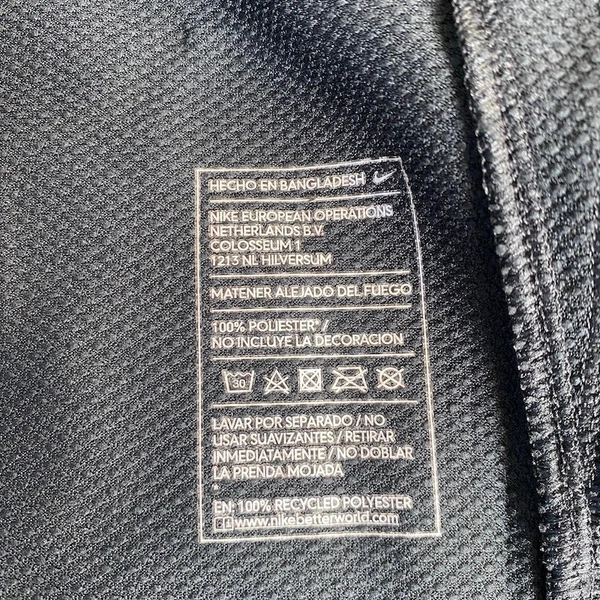 HECHO EN BANGLADESH
NIKE EUROPEAN OPERATIONS
NETHERLANDS B.V.
COLOSSEUM 1
1213 NL HILVERSUM
MATENER ALEJADO DEL FUEGO
100% POLIESTER* /
NO INCLUYE LA DECORACION
30
LAVAR POR SEPARADO / NO
USAR SUAVIZANTES / RETIRAR
INMEDIATAMENTE / NO DOBLAR
LA PRENDA MOJADA
*
EN: 100% RECYCLED POLYESTER
www.nikebetterworld.com